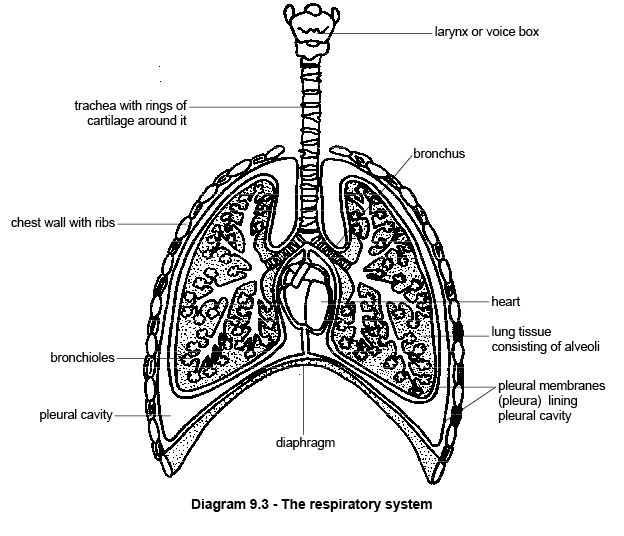 larynx or voice box
trachea with rings of
cartilage around it
bronchus
chest wall with ribs
heart
lung tissue
consisting of alveoli
bronchioles
pleural membranes
(pleura) lining
pleural cavity
pleural cavity
diaphragm
Diagram 9.3 - The respiratory system